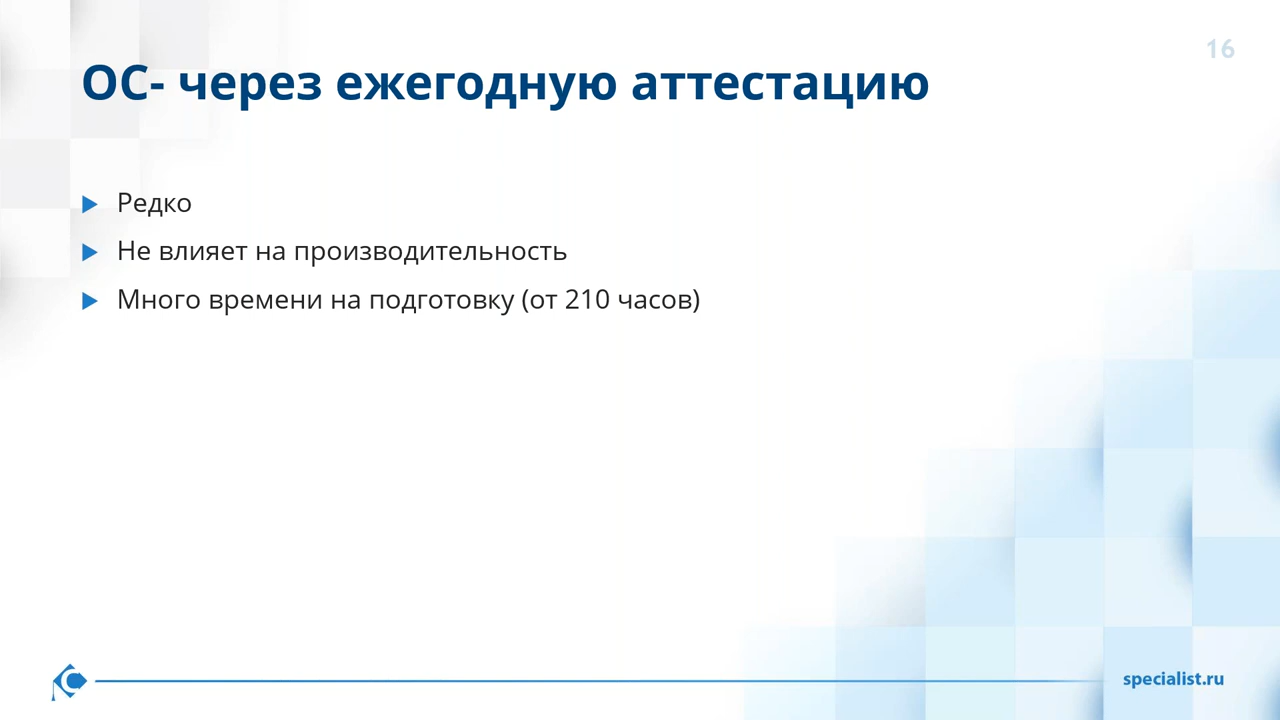 16
ОС- через ежегодную аттестацию
Редко
Не влияет на производительность
Много времени на подготовку (от 210 часов)
specialist.ru